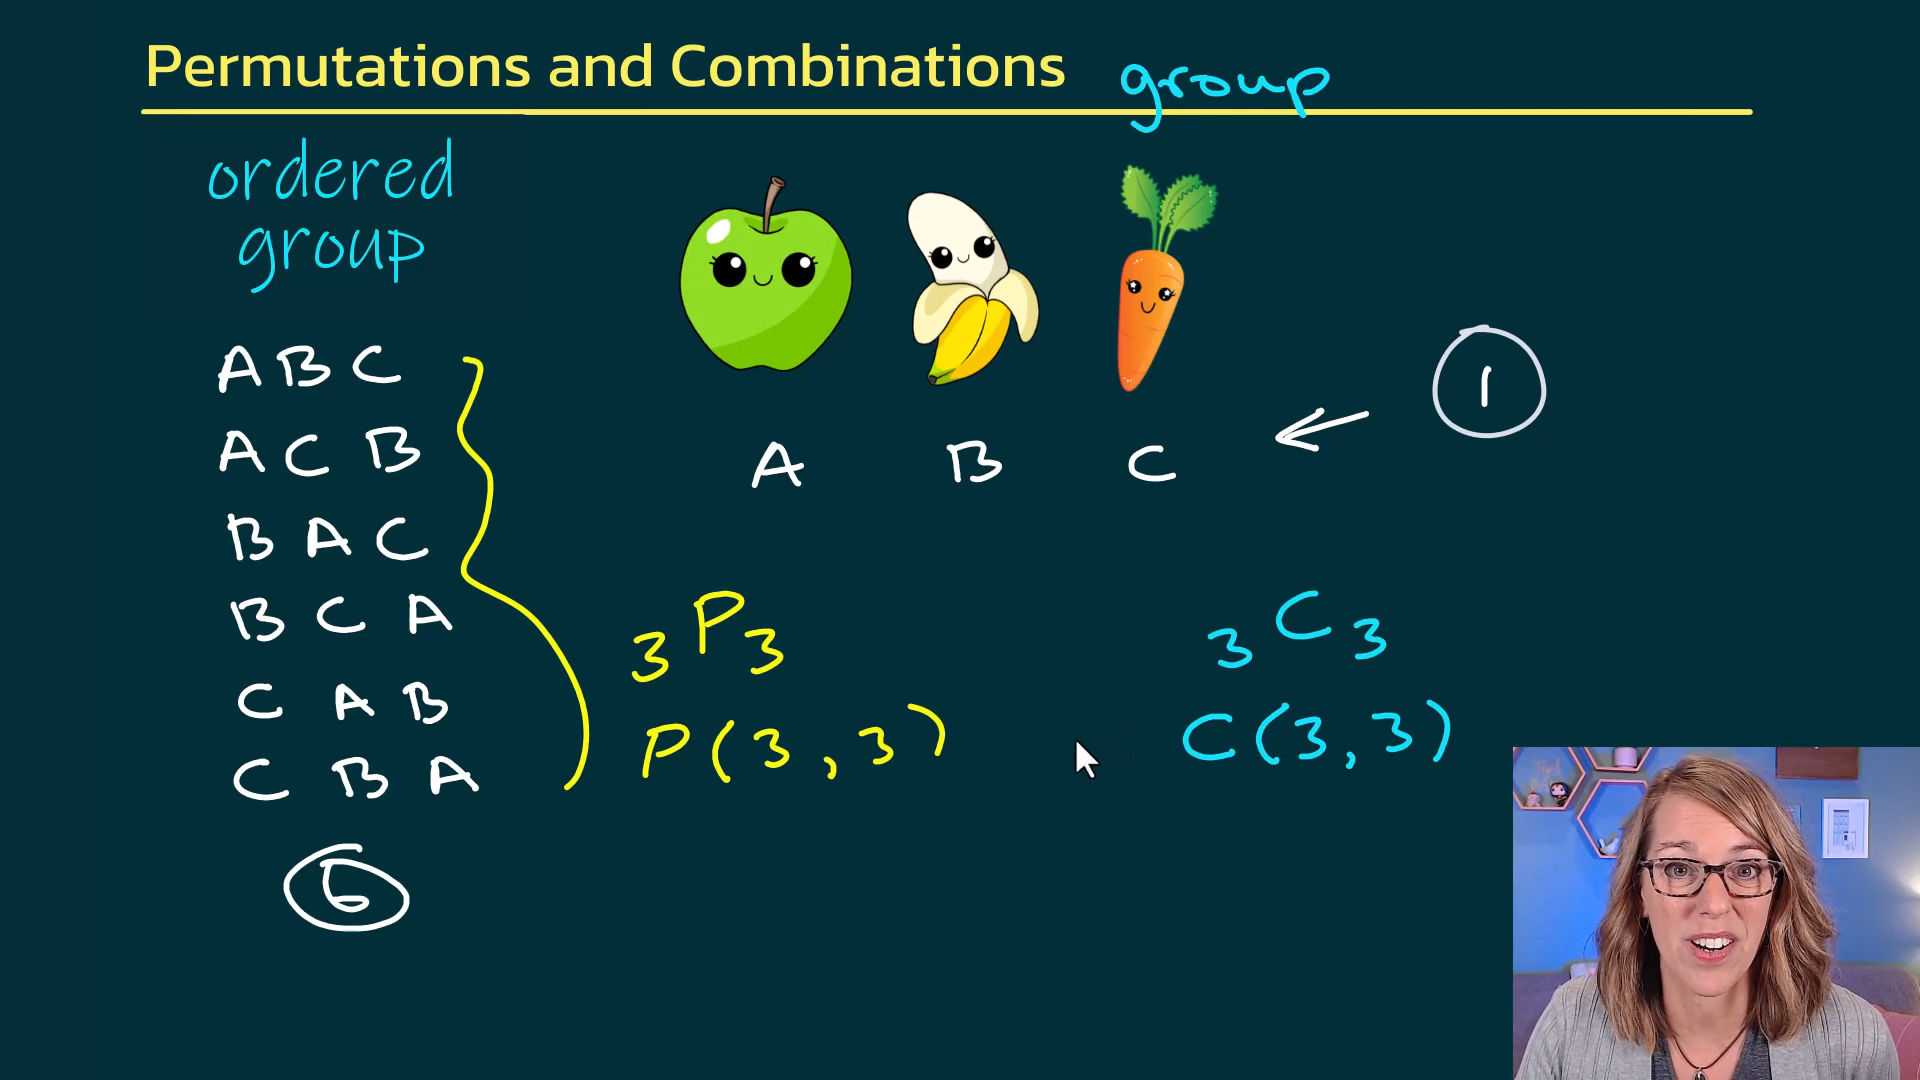 Permutations and Combinations group
ordered
group
A B C
A C B
B A C
B C A
C A B
C B A
6
A B C
1
₃P₃
P(3,3)
₃C₃
C(3,3)